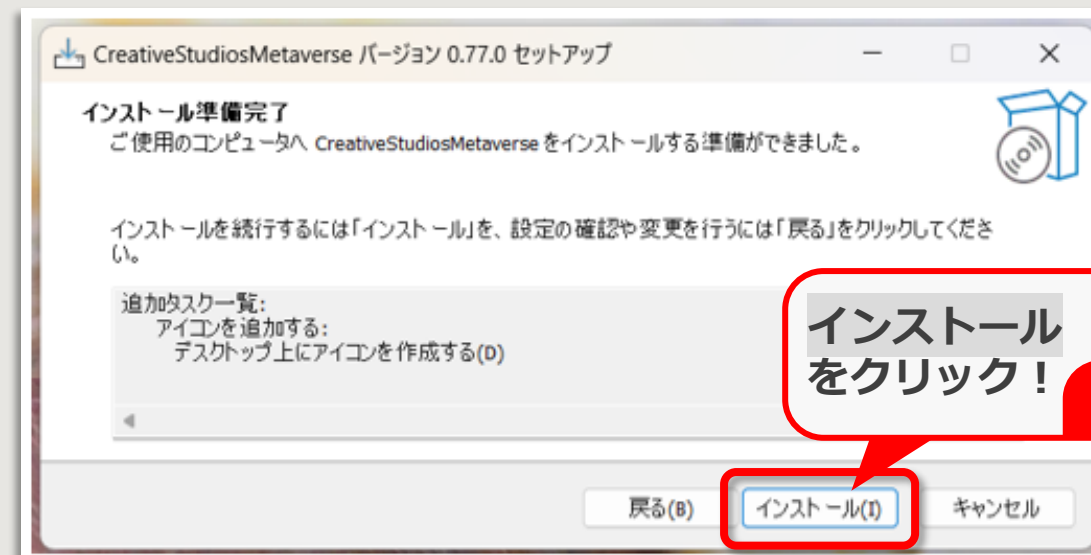 CreativeStudiosMetaverse バージョン 0.77.0 セットアップ
インストール準備完了
ご使用のコンピュータへ CreativeStudiosMetaverse をインストールする準備ができました。
インストールを続行するには「インストール」を、設定の確認や変更を行うには「戻る」をクリックしてくださ
い。
追加タスク一覧:
アイコンを追加する:
デスクトップ上にアイコンを作成する(D)
インストール
をクリック！
戻る(B)
インストール(I)
キャンセル